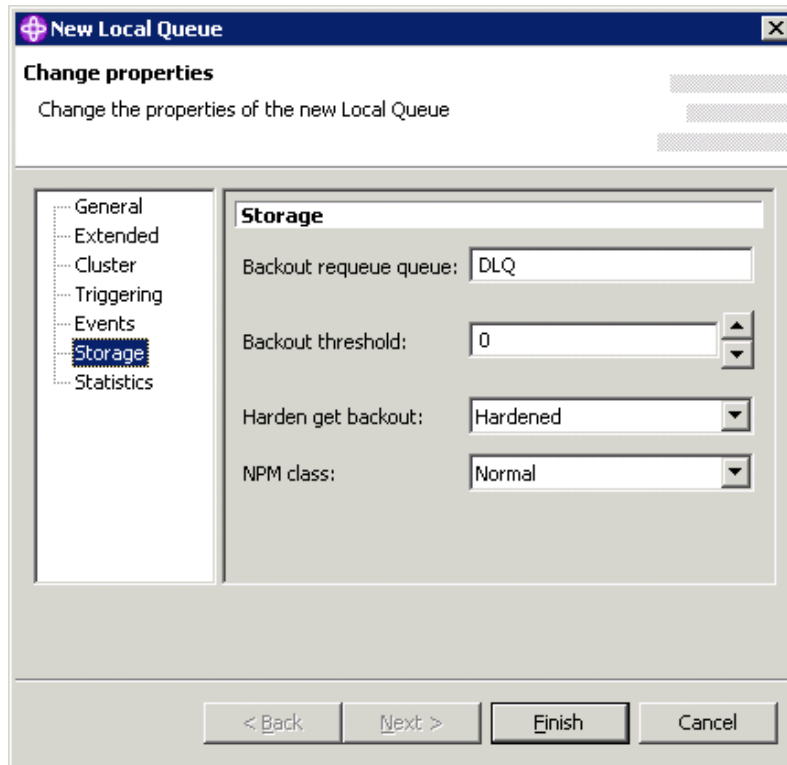 New Local Queue
Change properties
Change the properties of the new Local Queue
General
Extended
Cluster
Triggering
Events
Storage
Statistics
Storage
Backout requeue queue: DLQ
Backout threshold: 0
Harden get backout: Hardened
NPM class: Normal
< Back Next > Finish Cancel